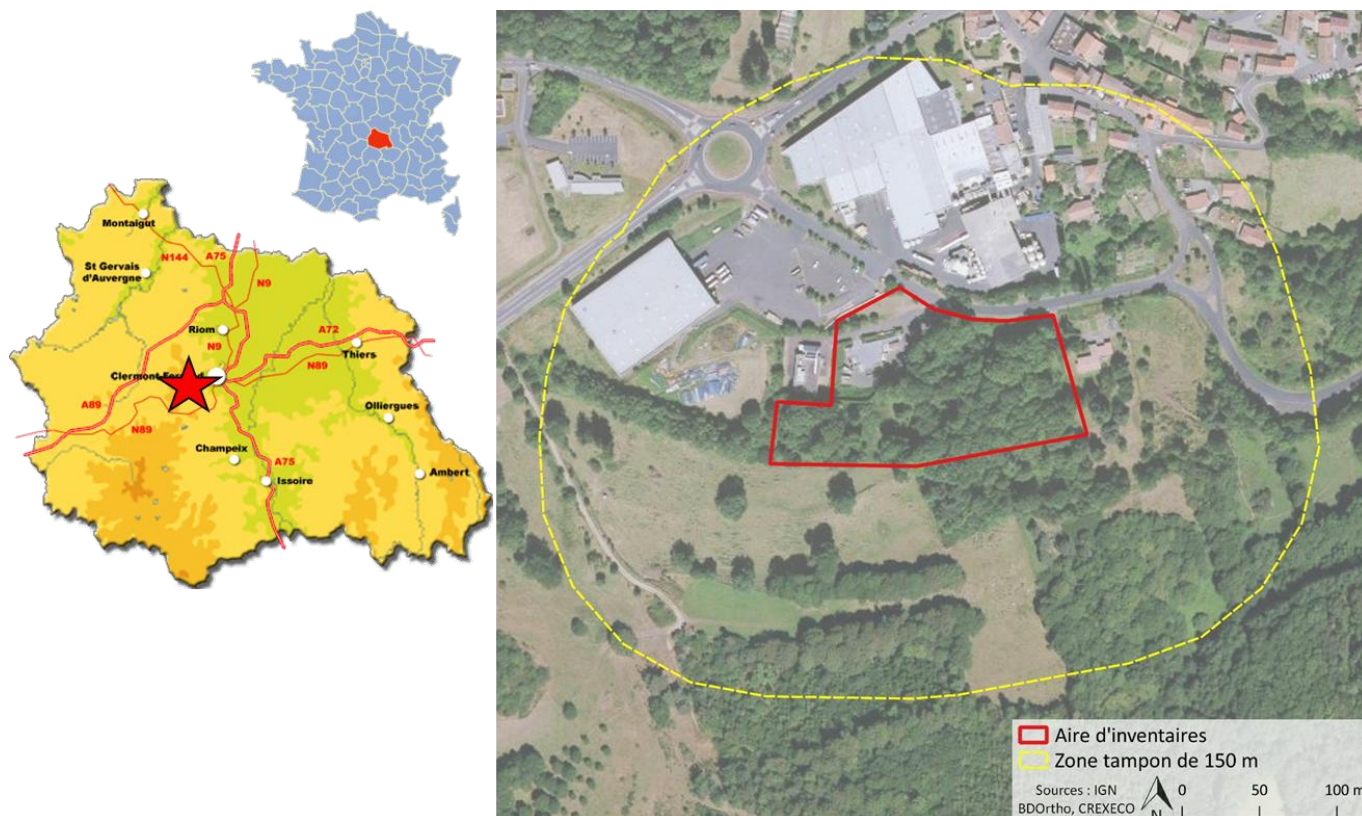 Montaigut
N144
A75
St Gervais
d'Auvergne
N9
Riom
A72
N9
Thiers
N89
Clermont
A89
N89
Olliergues
Champeix
A75
Ambert
Issoire
Aire d'inventaires
Zone tampon de 150 m
Sources : IGN
BDOrtho, CREXECO
N
0 50 100 m